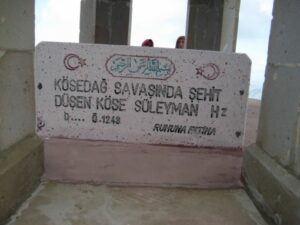 KÖSEDAĞ SAVAŞINDA ŞEHİT
DÜŞEN KÖSE SÜLEYMAN Hz
D.... Ö.1243
RUHUNA FATİHA